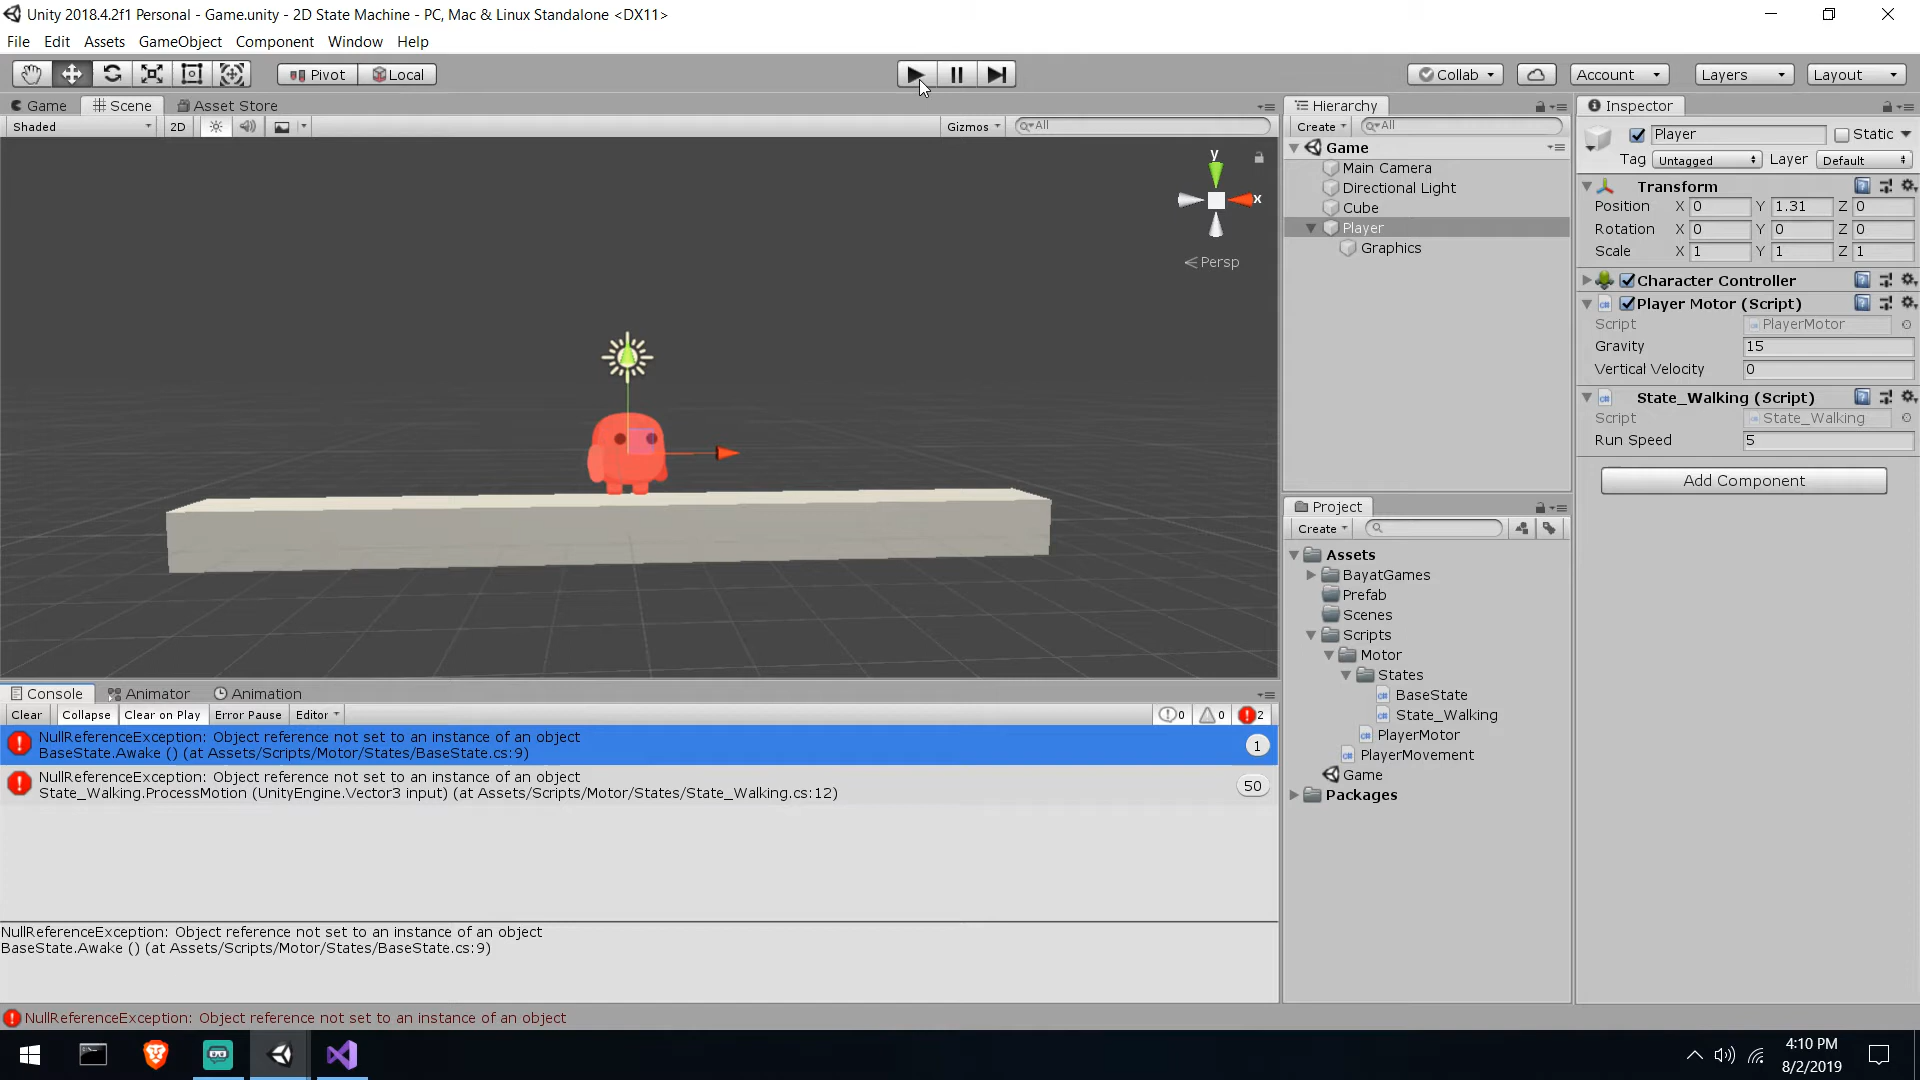 Unity 2018.4.2f1 Personal - Game.unity - 2D State Machine - PC, Mac & Linux Standalone <DX11>
File Edit Assets GameObject Component Window Help
Pivot Local Collab Account Layers Layout
Game Scene Asset Store
Shaded 2D Gizmos All
y
x
Persp
Hierarchy
Create All
Game
Main Camera
Directional Light
Cube
Player
Graphics
Inspector
Player Static
Tag Untagged Layer Default
Transform
Position X 0 Y 1.31 Z 0
Rotation X 0 Y 0 Z 0
Scale X 1 Y 1 Z 1
Character Controller
Player Motor (Script)
Script PlayerMotor
Gravity 15
Vertical Velocity 0
State_Walking (Script)
Script State_Walking
Run Speed 5
Add Component
Project
Create
Assets
BayatGames
Prefab
Scenes
Scripts
Motor
States
BaseState
State_Walking
PlayerMotor
PlayerMovement
Game
Packages
Console Animator Animation
Clear Collapse Clear on Play Error Pause Editor 0 0 2
NullReferenceException: Object reference not set to an instance of an object
BaseState.Awake () (at Assets/Scripts/Motor/States/BaseState.cs:9) 1
NullReferenceException: Object reference not set to an instance of an object
State_Walking.ProcessMotion (UnityEngine.Vector3 input) (at Assets/Scripts/Motor/States/State_Walking.cs:12) 50
NullReferenceException: Object reference not set to an instance of an object
BaseState.Awake () (at Assets/Scripts/Motor/States/BaseState.cs:9)
NullReferenceException: Object reference not set to an instance of an object
4:10 PM
8/2/2019